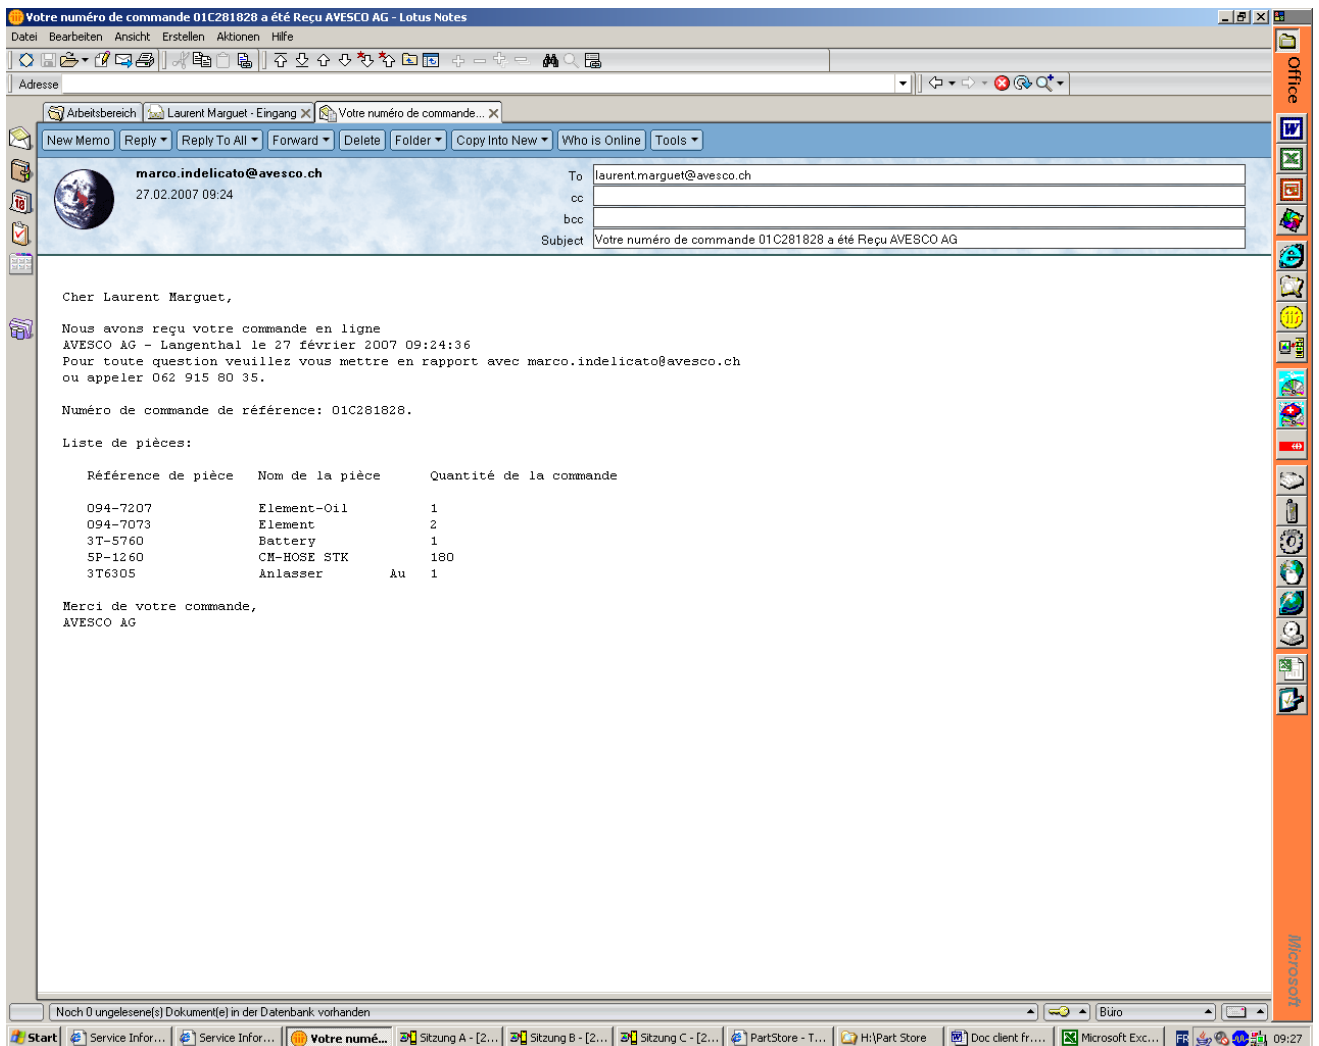 Votre numéro de commande 01C281828 a été Reçu AVESCO AG - Lotus Notes
Datei Bearbeiten Ansicht Erstellen Aktionen Hilfe
Adresse
Office
Arbeitsbereich Laurent Marguet - Eingang Votre numéro de commande...
New Memo Reply Reply To All Forward Delete Folder Copy Into New Who is Online Tools
marco.indelicato@avesco.ch
27.02.2007 09:24
To laurent.marguet@avesco.ch
cc
bcc
Subject Votre numéro de commande 01C281828 a été Reçu AVESCO AG
Cher Laurent Marguet,
Nous avons reçu votre commande en ligne
AVESCO AG - Langenthal le 27 février 2007 09:24:36
Pour toute question veuillez vous mettre en rapport avec marco.indelicato@avesco.ch
ou appeler 062 915 80 35.
Numéro de commande de référence: 01C281828.
Liste de pièces:
Référence de pièce Nom de la pièce Quantité de la commande
094-7207 Element-Oil 1
094-7073 Element 2
3T-5760 Battery 1
5P-1260 CM-HOSE STK 180
3T6305 Anlasser Au 1
Merci de votre commande,
AVESCO AG
Microsoft
Noch 0 ungelesene(s) Dokument(e) in der Datenbank vorhanden
Büro
Start Service Infor... Service Infor... Votre numé... Sitzung A - [2... Sitzung B - [2... Sitzung C - [2... PartStore - T... H:\Part Store Doc client fr.... Microsoft Exc... FR 09:27